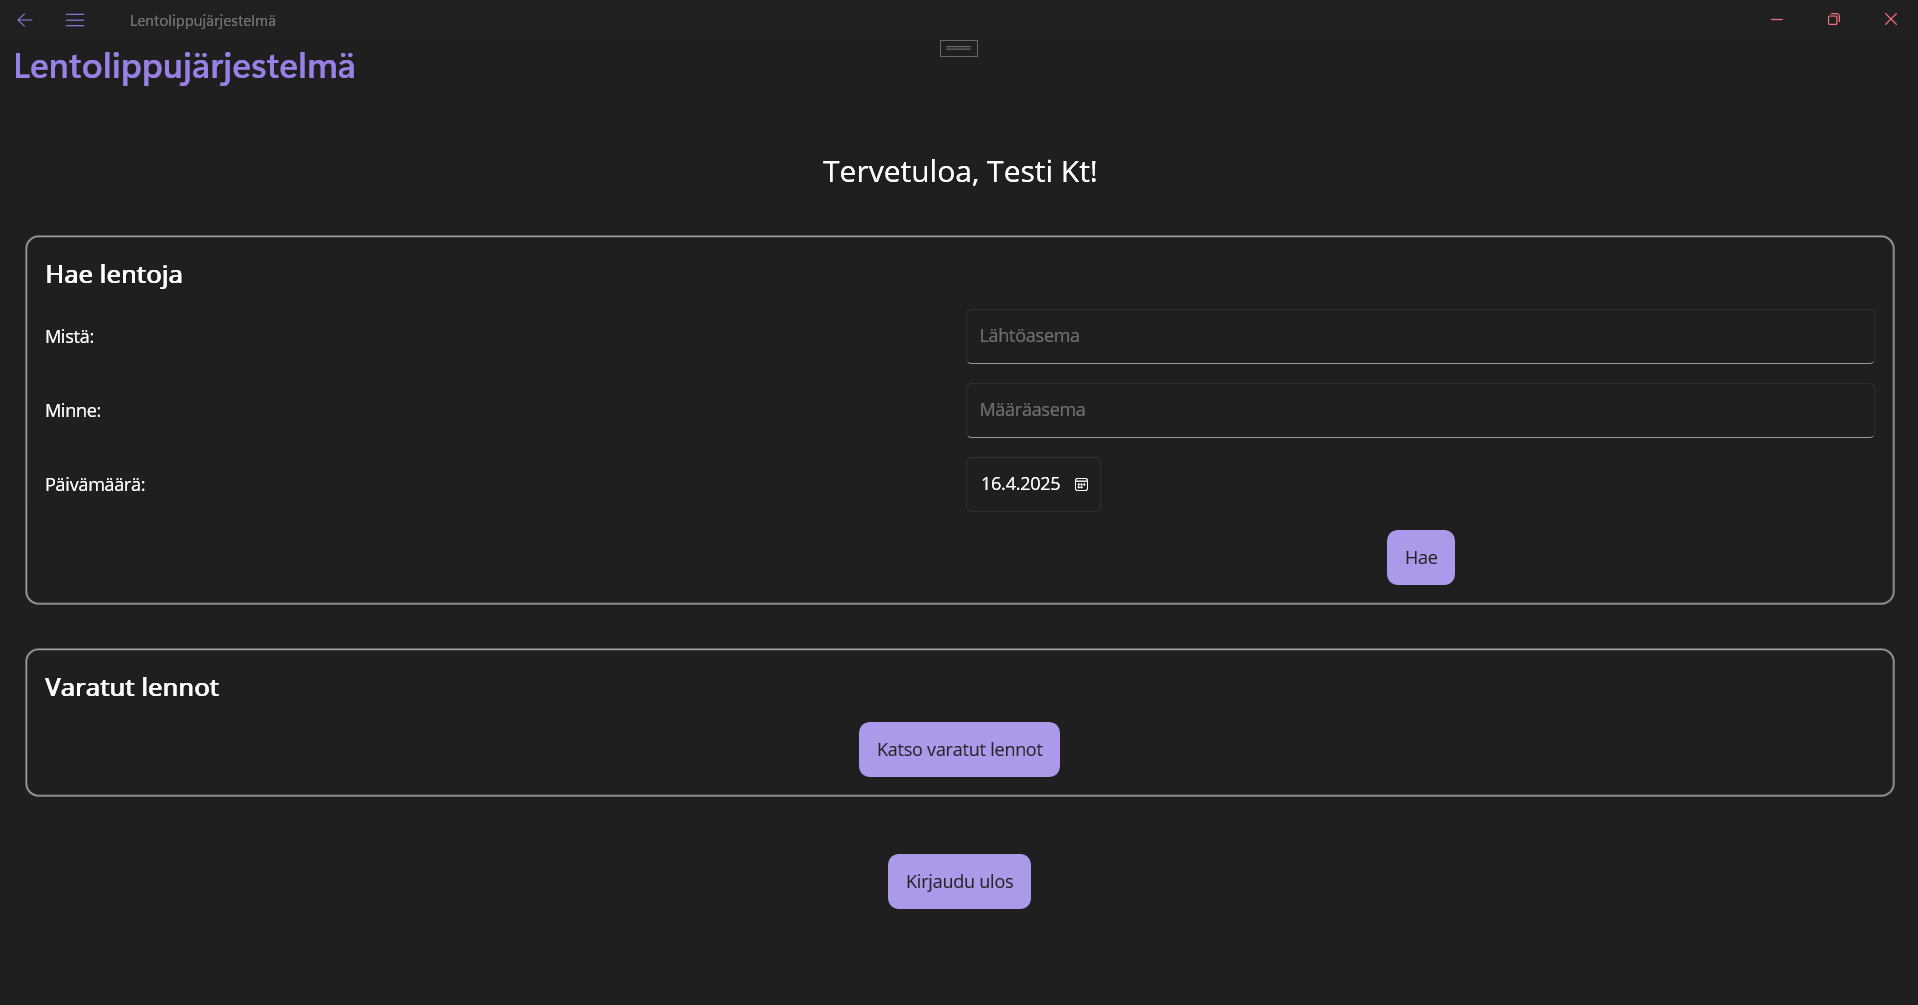 Lentolippujärjestelmä
Lentolippujärjestelmä
Tervetuloa, Testi Kt!
Hae lentoja
Mistä:
Lähtöasema
Minne:
Määräasema
Päivämäärä:
16.4.2025
Hae
Varatut lennot
Katso varatut lennot
Kirjaudu ulos